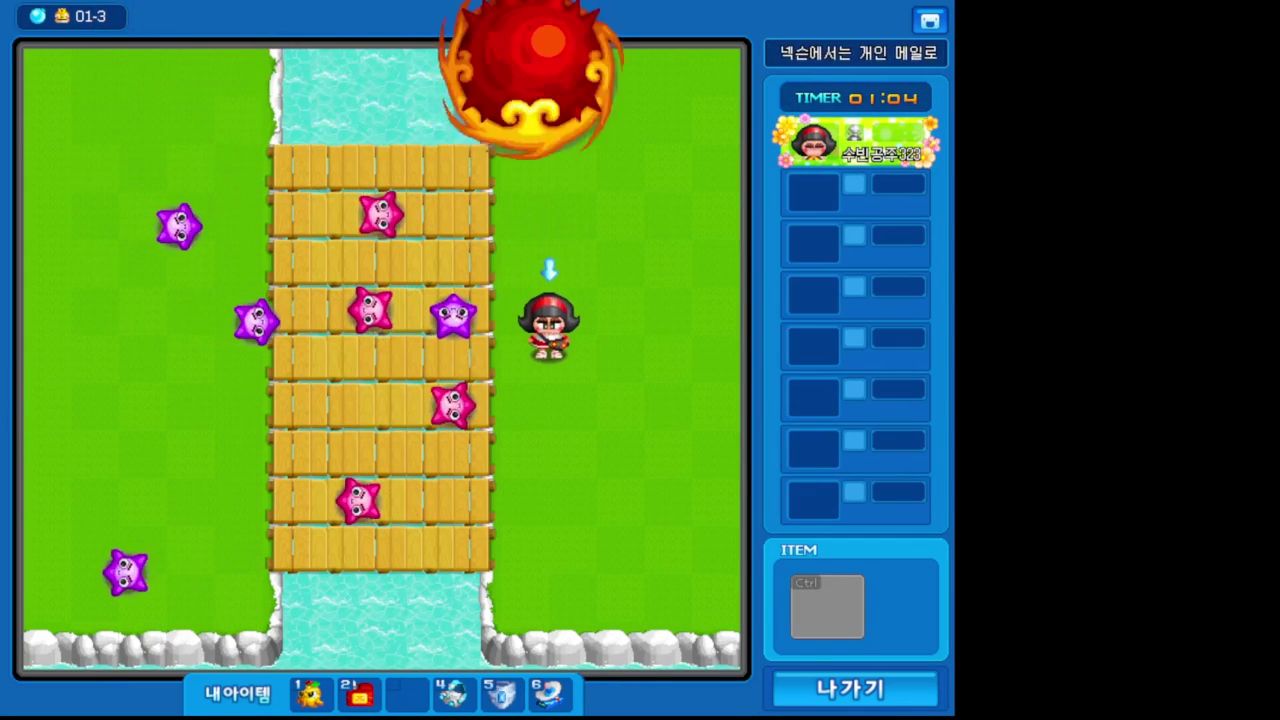 01-3
넥슨에서는 개인 메일로
TIMER 01:04
수빈공주323
ITEM
Ctrl
내아이템
1
2
4
5
6
나가기